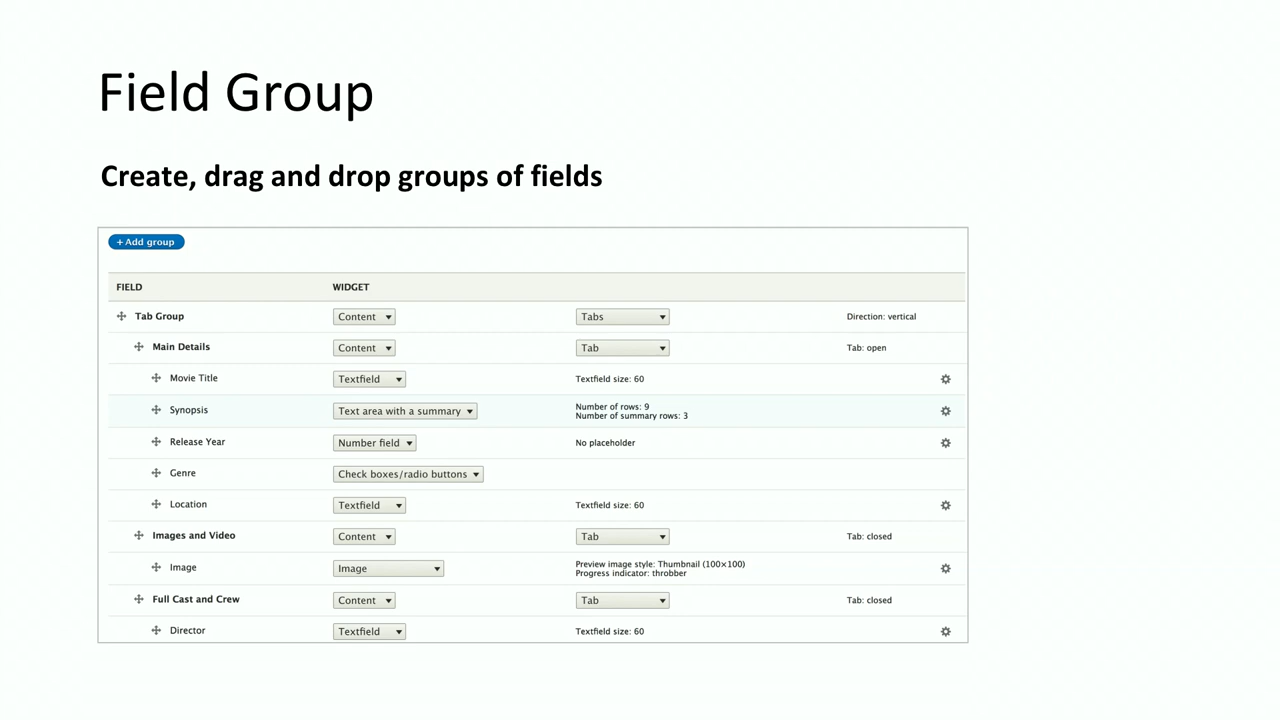 Field Group
Create, drag and drop groups of fields
+ Add group
FIELD WIDGET
Tab Group Content Tabs Direction: vertical
Main Details Content Tab Tab: open
Movie Title Textfield Textfield size: 60
Synopsis Text area with a summary Number of rows: 9
Number of summary rows: 3
Release Year Number field No placeholder
Genre Check boxes/radio buttons
Location Textfield Textfield size: 60
Images and Video Content Tab Tab: closed
Image Image Preview image style: Thumbnail (100×100)
Progress indicator: throbber
Full Cast and Crew Content Tab Tab: closed
Director Textfield Textfield size: 60